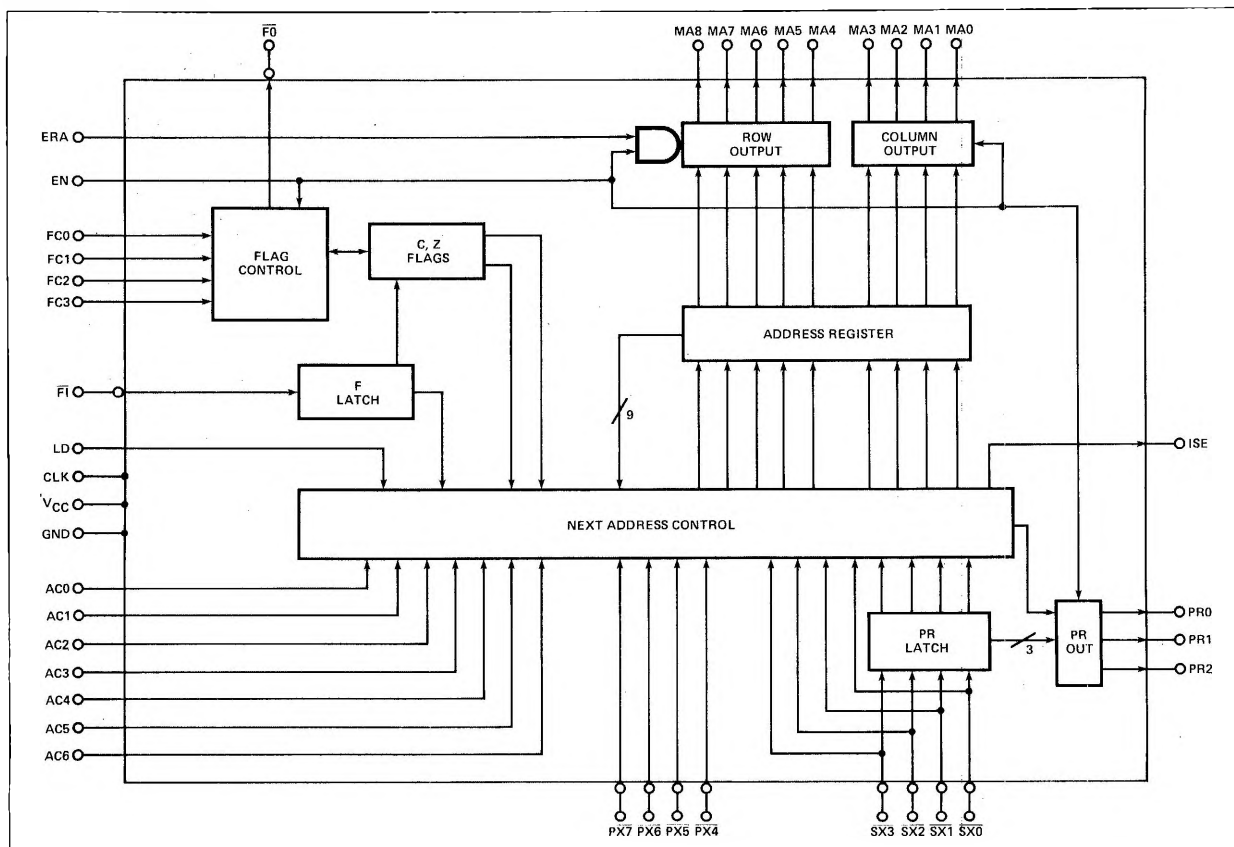 F0
MA8 MA7 MA6 MA5 MA4 MA3 MA2 MA1 MA0
ERA
ROW
OUTPUT
COLUMN
OUTPUT
EN
FC0
FC1
FC2
FC3
FLAG
CONTROL
C, Z
FLAGS
ADDRESS REGISTER
FI
F
LATCH
9
LD
ISE
CLK
VCC
GND
NEXT ADDRESS CONTROL
AC0
AC1
AC2
AC3
AC4
AC5
AC6
PR
LATCH
3
PR
OUT
PR0
PR1
PR2
PX7 PX6 PX5 PX4 SX3 SX2 SX1 SX0